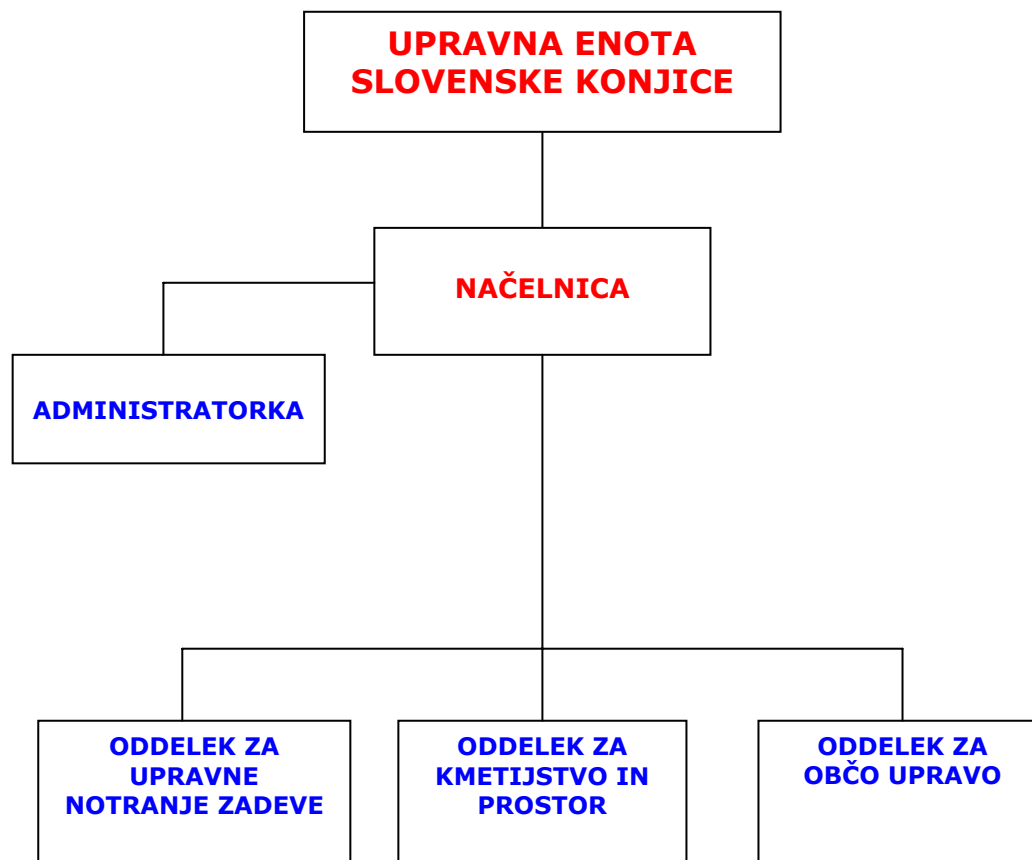 UPRAVNA ENOTA
SLOVENSKE KONJICE
NAČELNICA
ADMINISTRATORKA
ODDELEK ZA
UPRAVNE
NOTRANJE ZADEVE
ODDELEK ZA
KMETIJSTVO IN
PROSTOR
ODDELEK ZA
OBČO UPRAVO